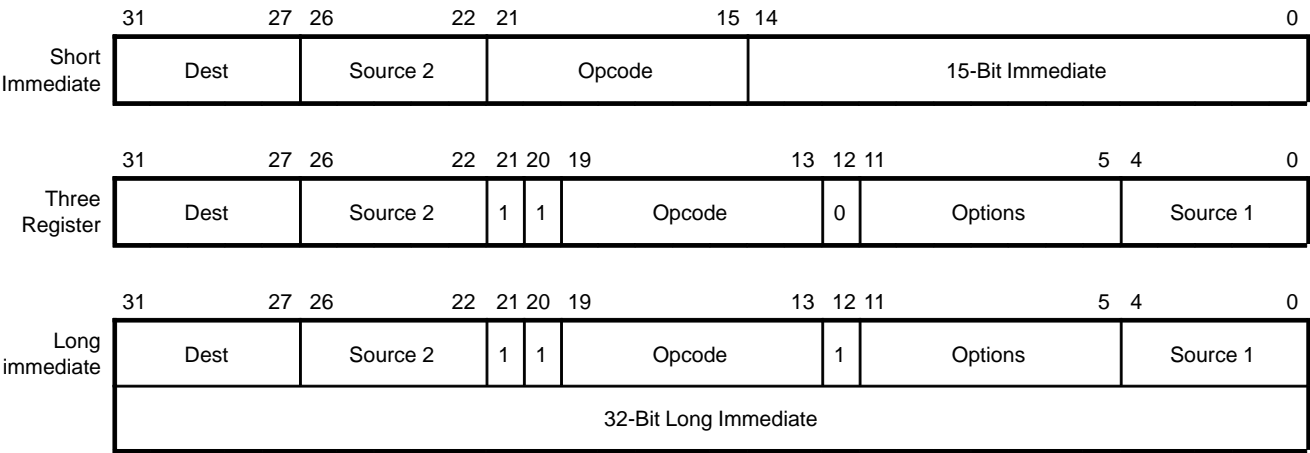 31 27 26 22 21 15 14 0
Short
Immediate
Dest Source 2 Opcode 15-Bit Immediate
31 27 26 22 21 20 19 13 12 11 5 4 0
Three
Register
Dest Source 2 1 1 Opcode 0 Options Source 1
31 27 26 22 21 20 19 13 12 11 5 4 0
Long
immediate
Dest Source 2 1 1 Opcode 1 Options Source 1
32-Bit Long Immediate